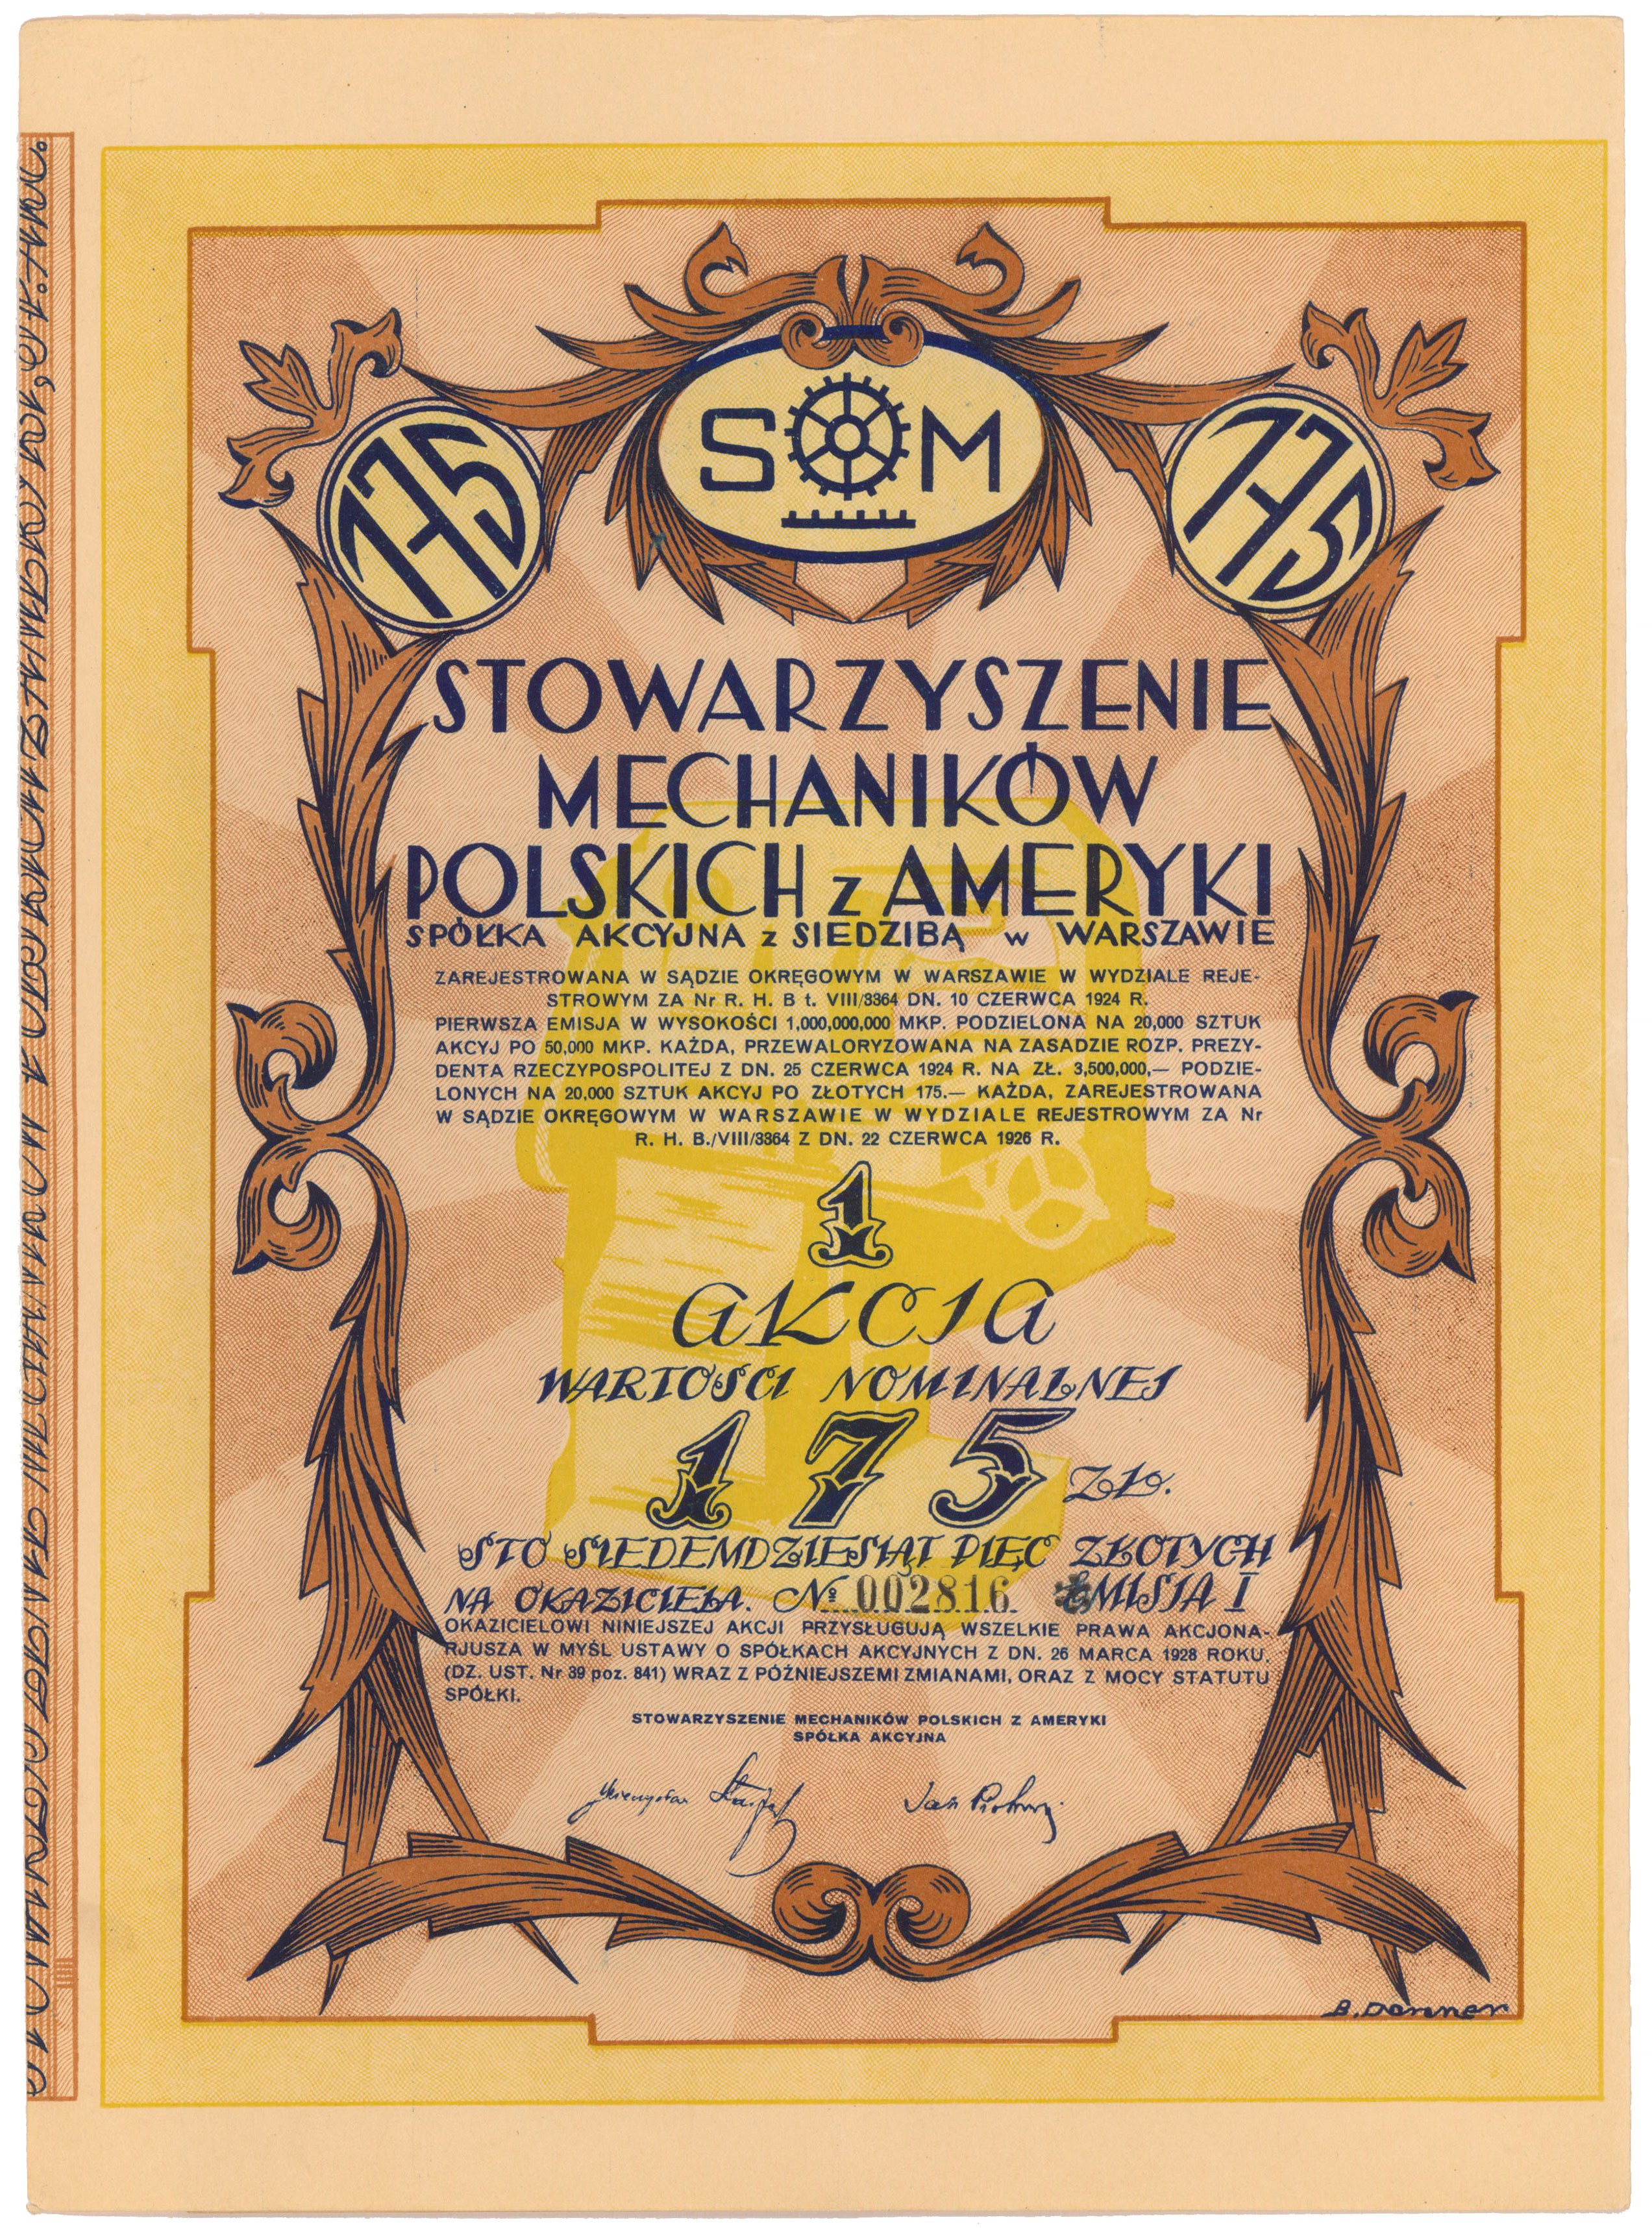 175
S M
175
STOWARZYSZENIE
MECHANIKÓW
POLSKICH z AMERYKI
SPÓŁKA AKCYJNA z SIEDZIBĄ w WARSZAWIE
ZAREJESTROWANA W SĄDZIE OKRĘGOWYM W WARSZAWIE W WYDZIALE REJE-
STROWYM ZA Nr R. H. B t. VIII/3364 DN. 10 CZERWCA 1924 R.
PIERWSZA EMISJA W WYSOKOŚCI 1,000,000,000 MKP. PODZIELONA NA 20,000 SZTUK
AKCYJ PO 50,000 MKP. KAŻDA, PRZEWALORYZOWANA NA ZASADZIE ROZP. PREZY-
DENTA RZECZYPOSPOLITEJ Z DN. 25 CZERWCA 1924 R. NA ZŁ. 3,500,000,— PODZIE-
LONYCH NA 20,000 SZTUK AKCYJ PO ZŁOTYCH 175.— KAŻDA, ZAREJESTROWANA
W SĄDZIE OKRĘGOWYM W WARSZAWIE W WYDZIALE REJESTROWYM ZA Nr
R. H. B./VIII/3364 Z DN. 22 CZERWCA 1926 R.
1
AKCJA
WARTOŚCI NOMINALNEJ
175 ZŁ.
STO SIEDEMDZIESIĄT PIĘĆ ZŁOTYCH
NA OKAZICIELA. № 002816 EMISJA I
OKAZICIELOWI NINIEJSZEJ AKCJI PRZYSŁUGUJĄ WSZELKIE PRAWA AKCJONA-
RJUSZA W MYŚL USTAWY O SPÓŁKACH AKCYJNYCH Z DN. 26 MARCA 1928 ROKU.
(DZ. UST. Nr 39 poz. 841) WRAZ Z PÓŹNIEJSZEMI ZMIANAMI, ORAZ Z MOCY STATUTU
SPÓŁKI.
STOWARZYSZENIE MECHANIKÓW POLSKICH Z AMERYKI
SPÓŁKA AKCYJNA
Jan